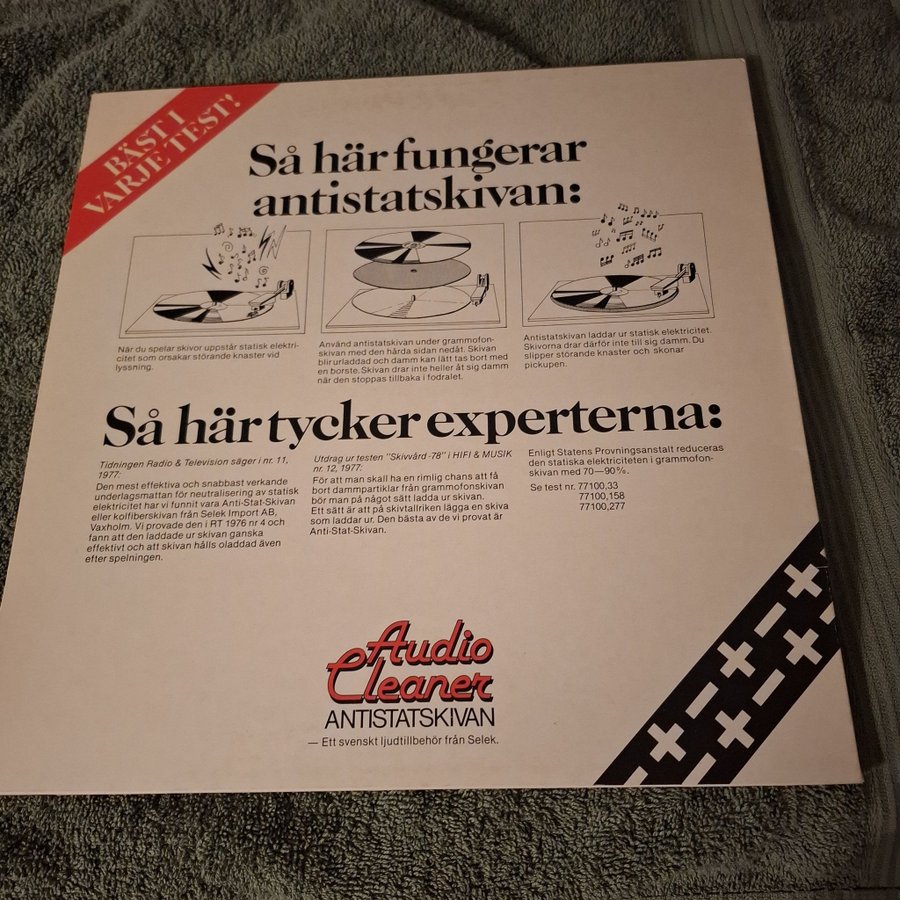 BÄST I
VARJE TEST!
Så här fungerar
antistatskivan:
När du spelar skivor uppstår statisk elektri-
citet som orsakar störande knaster vid
lyssning.
Använd antistatskivan under grammofon-
skivan med den hårda sidan nedåt. Skivan
blir urladdad och damm kan lätt tas bort med
en borste. Skivan drar inte heller åt sig damm
när den stoppas tillbaka i fodralet.
Antistatskivan laddar ur statisk elektricitet.
Skivorna drar därför inte till sig damm. Du
slipper störande knaster och skonar
pickupen.
Så här tycker experterna:
Tidningen Radio & Television säger i nr. 11,
1977:
Den mest effektiva och snabbast verkande
underlagsmattan för neutralisering av statisk
elektricitet har vi funnit vara Anti-Stat-Skivan
eller kolfiberskivan från Selek Import AB,
Vaxholm. Vi provade den i RT 1976 nr 4 och
fann att den laddade ur skivan ganska
effektivt och att skivan hålls oladdad även
efter spelningen.
Utdrag ur testen "Skivvård -78" i HIFI & MUSIK
nr. 12, 1977:
För att man skall ha en rimlig chans att få
bort dammpartiklar från grammofonskivan
bör man på något sätt ladda ur skivan.
Ett sätt är att på skivtallriken lägga en skiva
som laddar ur. Den bästa av de vi provat är
Anti-Stat-Skivan.
Enligt Statens Provningsanstalt reduceras
den statiska elektriciteten i grammofon-
skivan med 70—90%.
Se test nr. 77100,33
77100,158
77100,277
Audio
Cleaner
ANTISTATSKIVAN
— Ett svenskt ljudtillbehör från Selek.